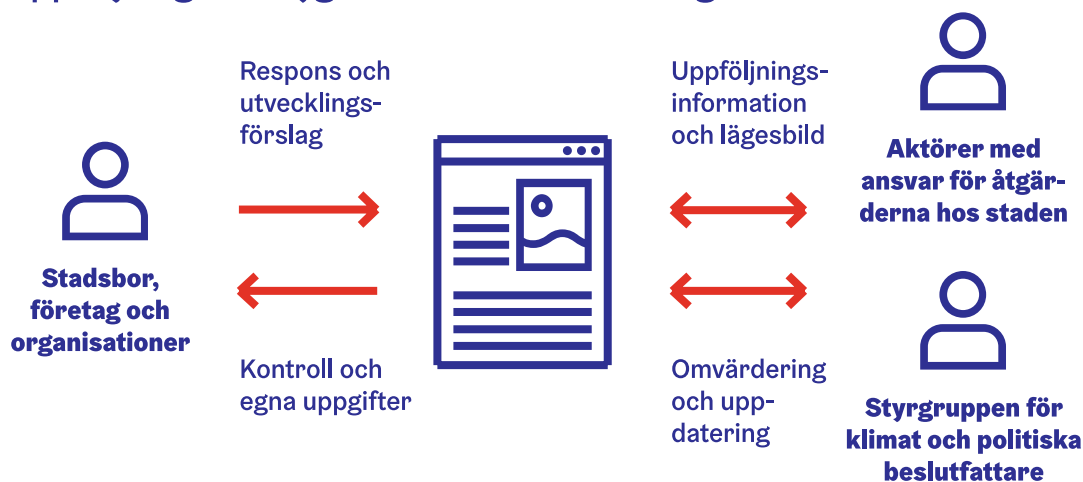 Respons och
utvecklings-
förslag
Stadsbor,
företag och
organisationer
Kontroll och
egna uppgifter
Uppföljnings-
information
och lägesbild
Omvärdering
och upp-
datering
Aktörer med
ansvar för åtgär-
derna hos staden
Styrgruppen för
klimat och politiska
beslutfattare